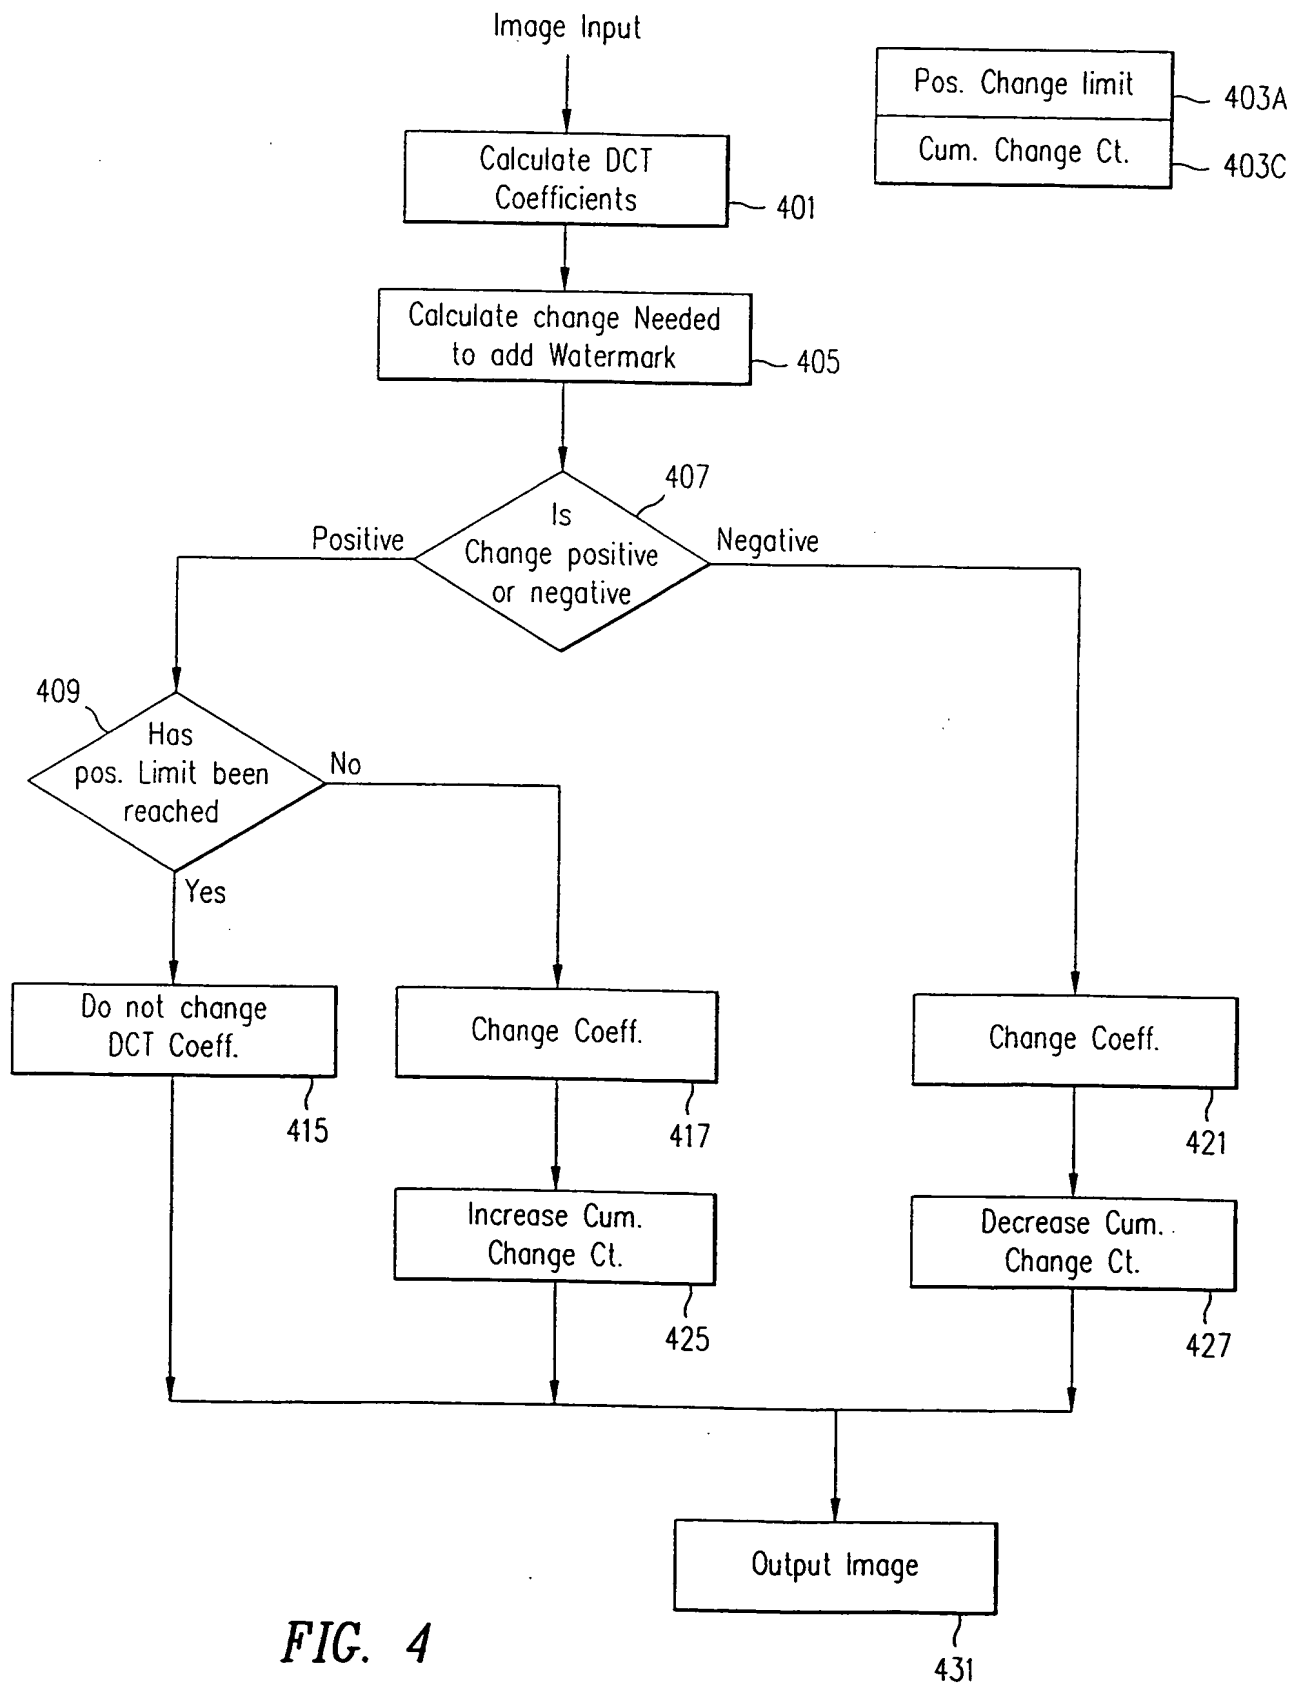 Image Input
Pos. Change limit
403A
Cum. Change Ct.
403C
Calculate DCT
Coefficients
401
Calculate change Needed
to add Watermark
405
407
Is
Change positive
or negative
Positive
Negative
409
Has
pos. Limit been
reached
No
Yes
Do not change
DCT Coeff.
415
Change Coeff.
417
Change Coeff.
421
Increase Cum.
Change Ct.
425
Decrease Cum.
Change Ct.
427
Output Image
431
FIG. 4